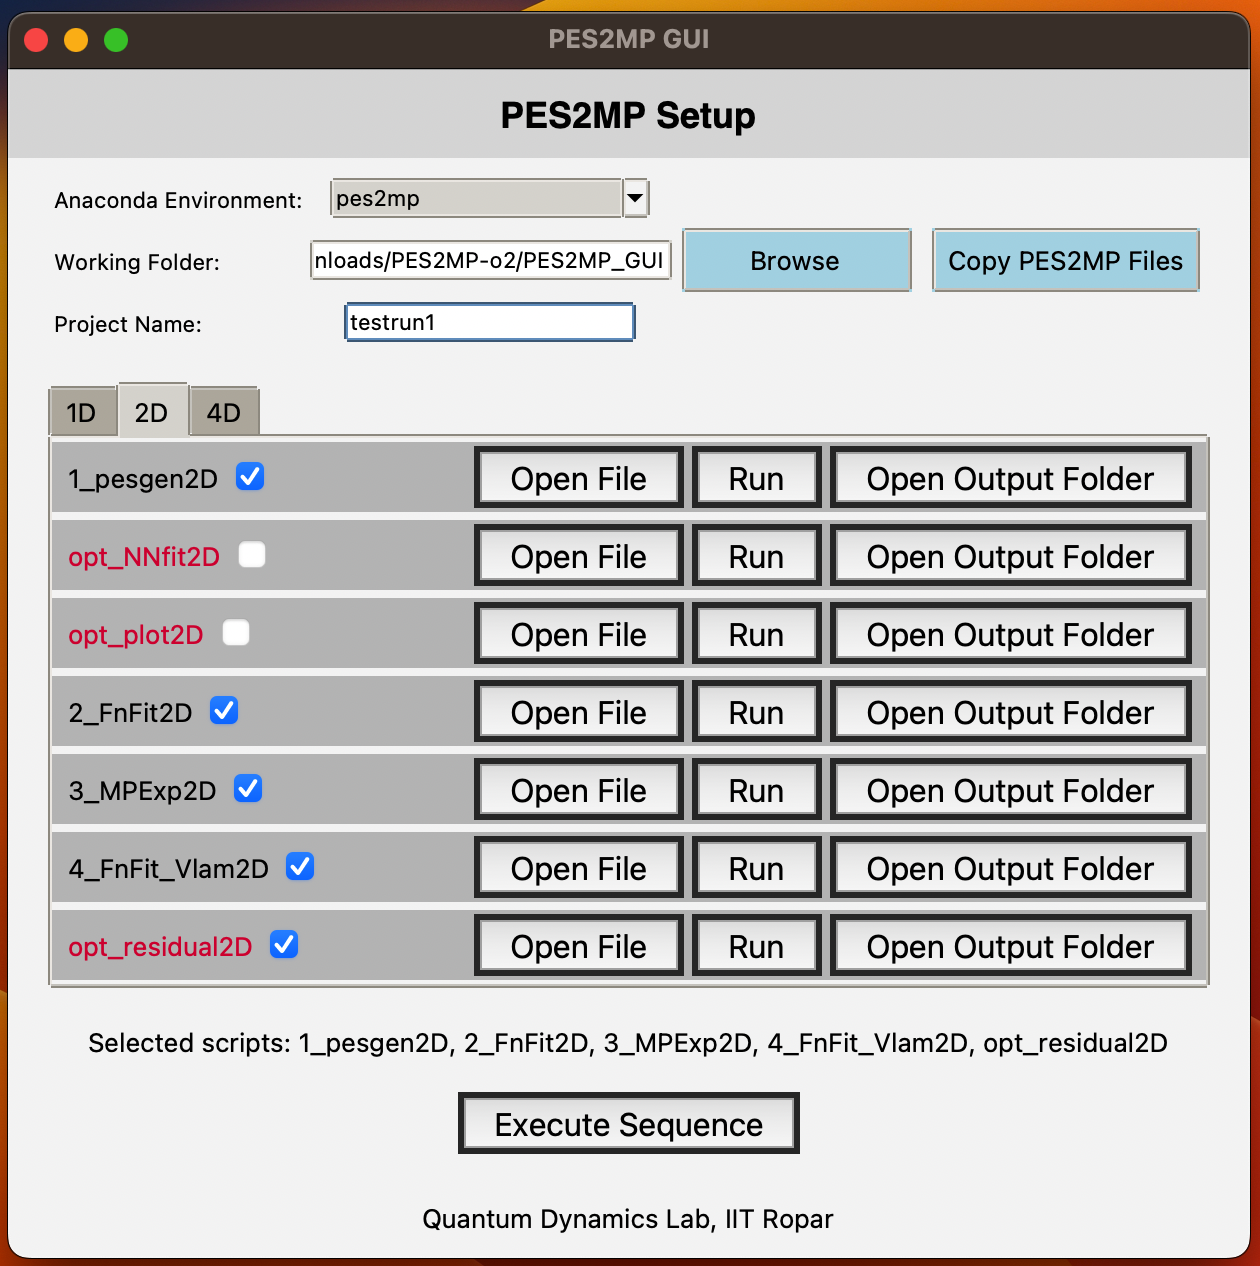 PES2MP GUI
PES2MP Setup
Anaconda Environment: pes2mp
Working Folder: nloads/PES2MP-o2/PES2MP_GUI Browse Copy PES2MP Files
Project Name: testrun1
1D 2D 4D
1_pesgen2D Open File Run Open Output Folder
opt_NNfit2D Open File Run Open Output Folder
opt_plot2D Open File Run Open Output Folder
2_FnFit2D Open File Run Open Output Folder
3_MPExp2D Open File Run Open Output Folder
4_FnFit_Vlam2D Open File Run Open Output Folder
opt_residual2D Open File Run Open Output Folder
Selected scripts: 1_pesgen2D, 2_FnFit2D, 3_MPExp2D, 4_FnFit_Vlam2D, opt_residual2D
Execute Sequence
Quantum Dynamics Lab, IIT Ropar